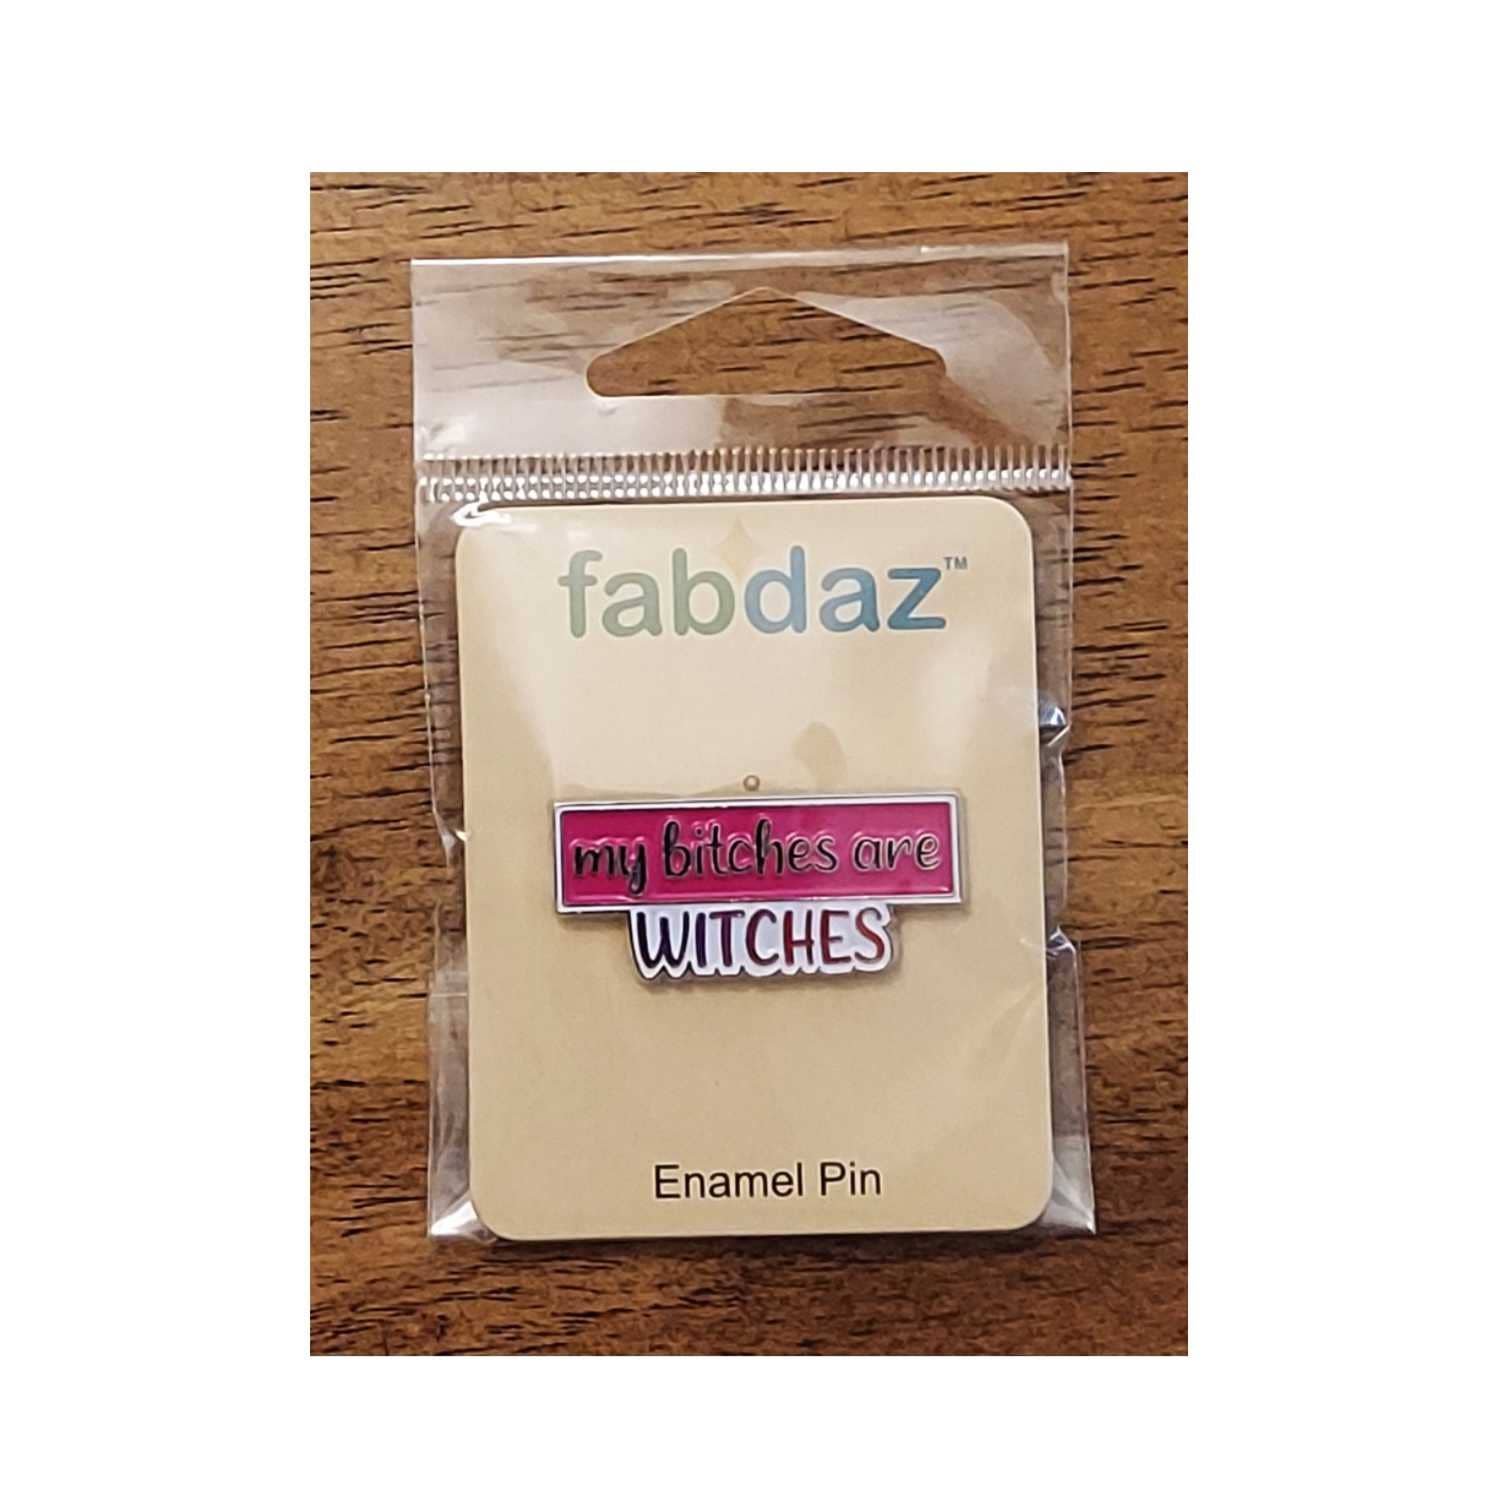 fabdaz™
my bitches are
WITCHES
Enamel Pin